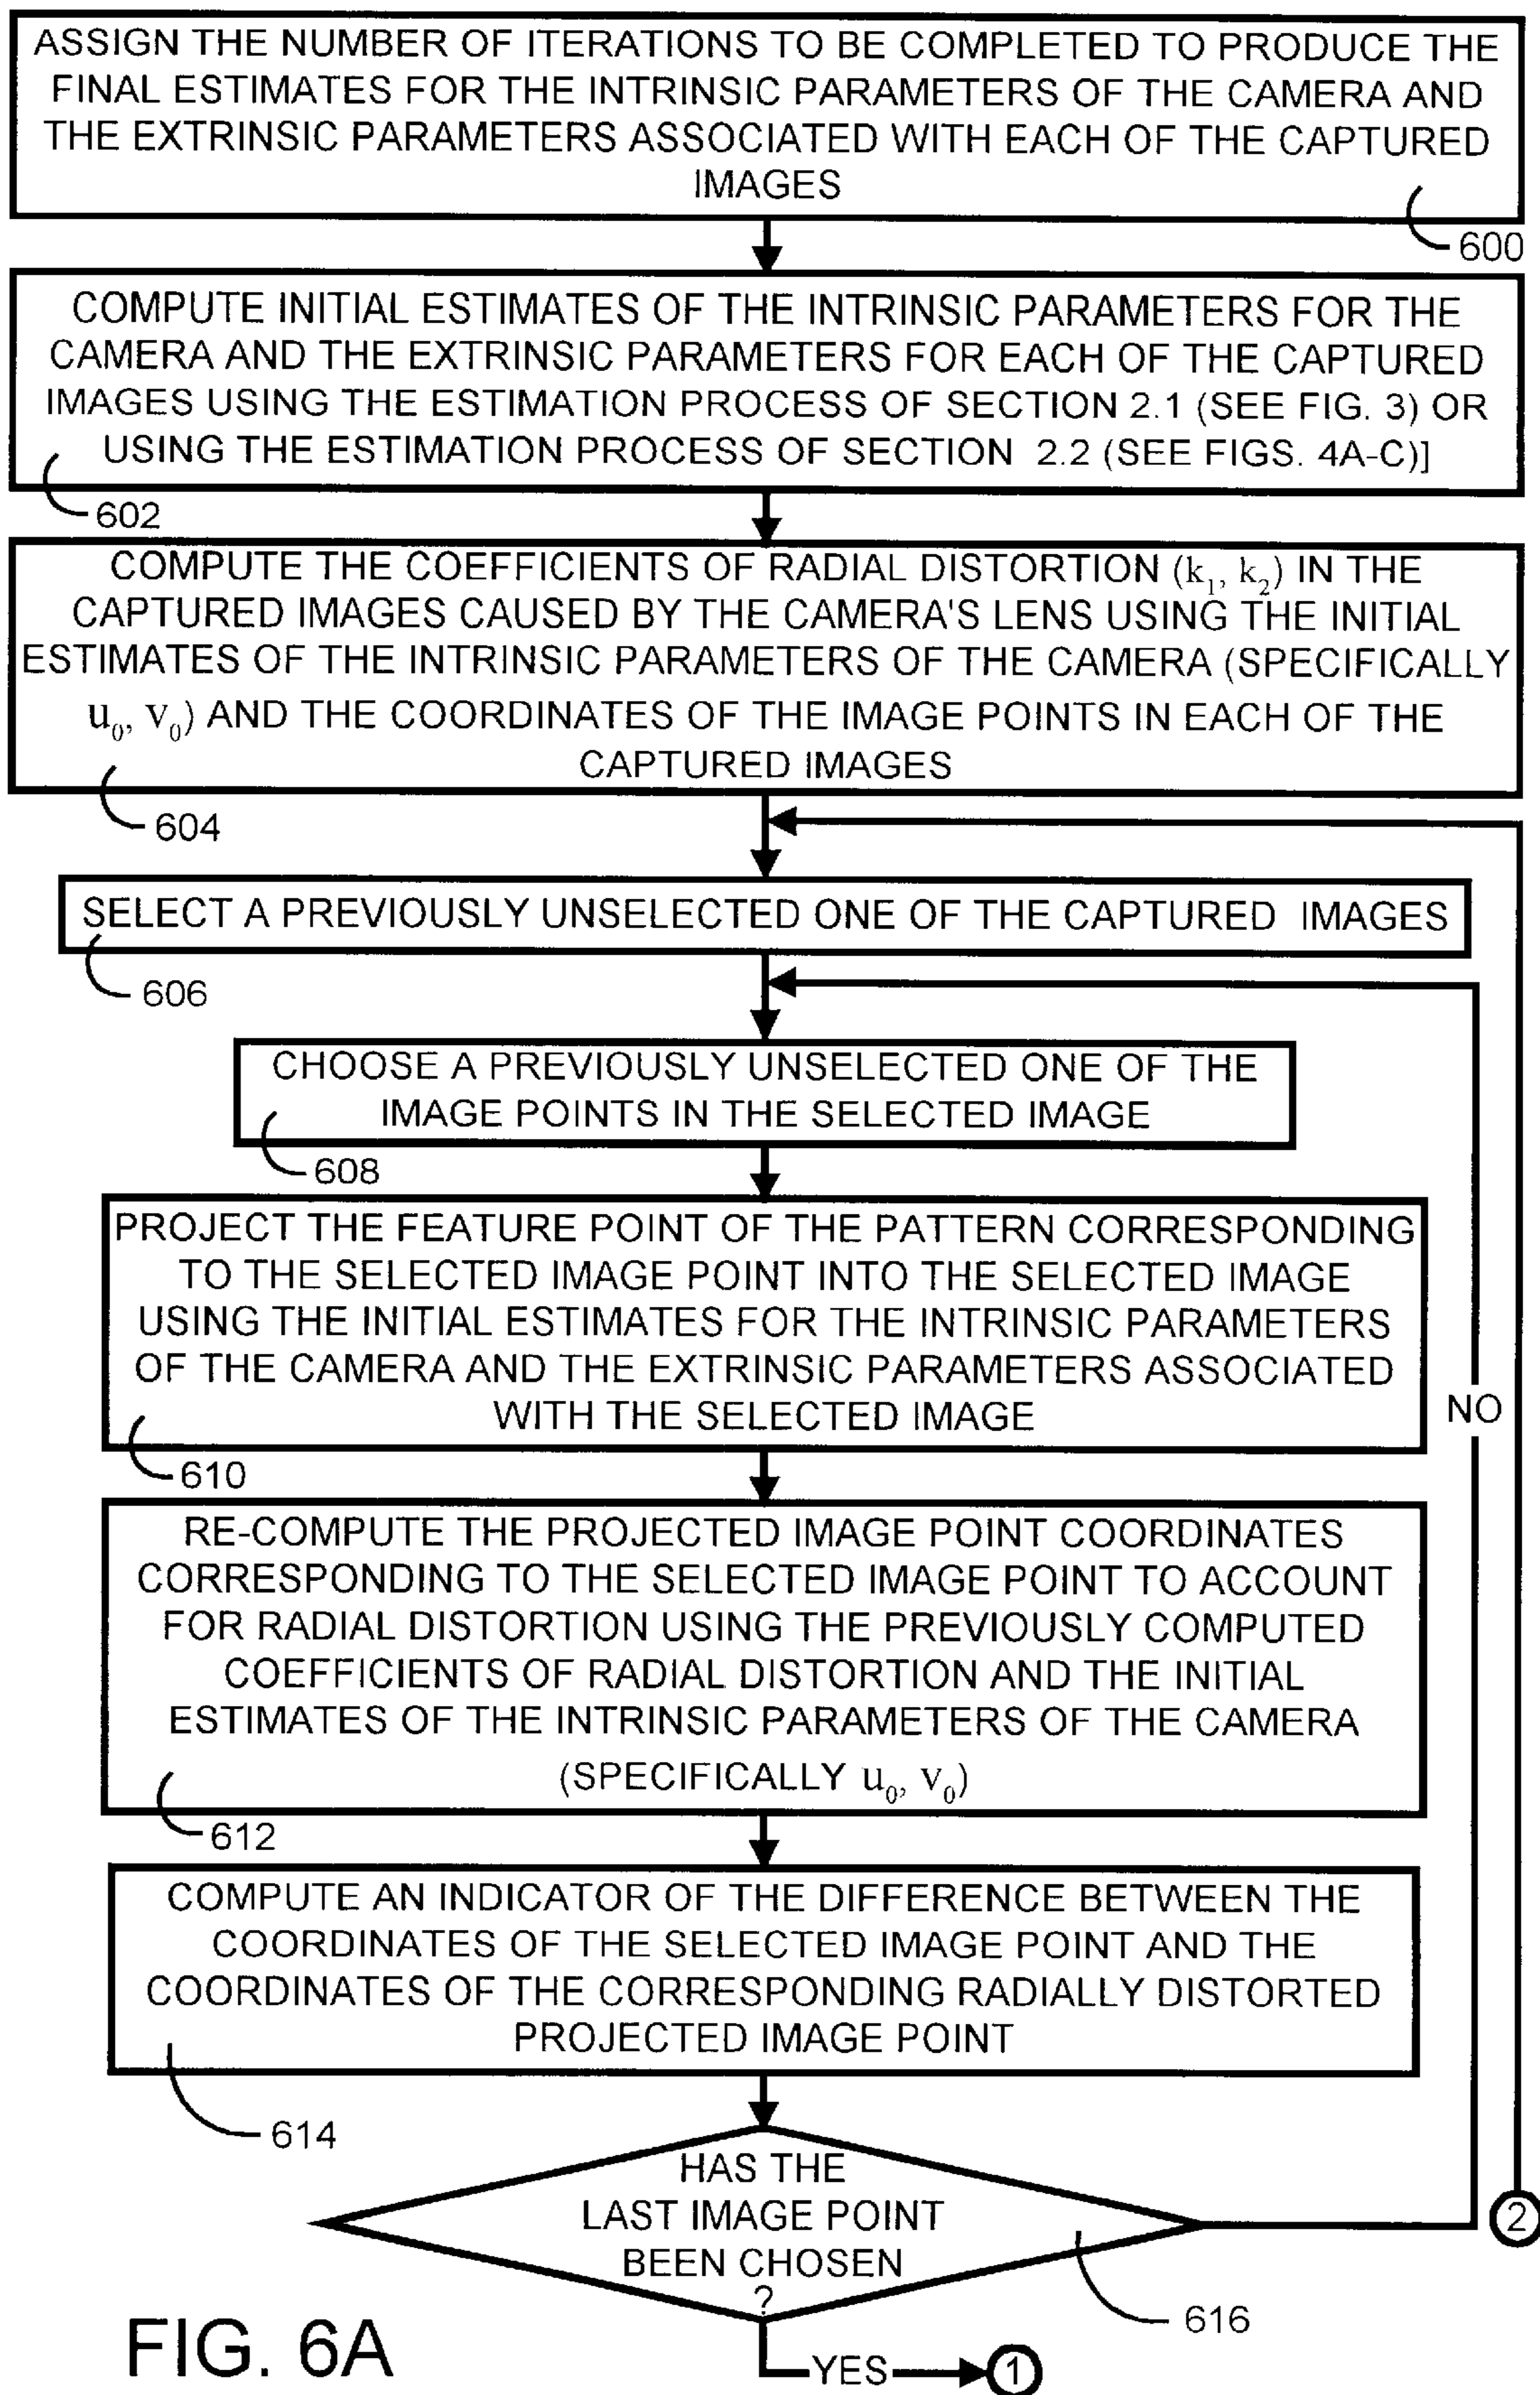 ASSIGN THE NUMBER OF ITERATIONS TO BE COMPLETED TO PRODUCE THE
FINAL ESTIMATES FOR THE INTRINSIC PARAMETERS OF THE CAMERA AND
THE EXTRINSIC PARAMETERS ASSOCIATED WITH EACH OF THE CAPTURED
IMAGES
600
COMPUTE INITIAL ESTIMATES OF THE INTRINSIC PARAMETERS FOR THE
CAMERA AND THE EXTRINSIC PARAMETERS FOR EACH OF THE CAPTURED
IMAGES USING THE ESTIMATION PROCESS OF SECTION 2.1 (SEE FIG. 3) OR
USING THE ESTIMATION PROCESS OF SECTION 2.2 (SEE FIGS. 4A-C)]
602
COMPUTE THE COEFFICIENTS OF RADIAL DISTORTION (k₁, k₂) IN THE
CAPTURED IMAGES CAUSED BY THE CAMERA'S LENS USING THE INITIAL
ESTIMATES OF THE INTRINSIC PARAMETERS OF THE CAMERA (SPECIFICALLY
u₀, v₀) AND THE COORDINATES OF THE IMAGE POINTS IN EACH OF THE
CAPTURED IMAGES
604
SELECT A PREVIOUSLY UNSELECTED ONE OF THE CAPTURED IMAGES
606
CHOOSE A PREVIOUSLY UNSELECTED ONE OF THE
IMAGE POINTS IN THE SELECTED IMAGE
608
PROJECT THE FEATURE POINT OF THE PATTERN CORRESPONDING
TO THE SELECTED IMAGE POINT INTO THE SELECTED IMAGE
USING THE INITIAL ESTIMATES FOR THE INTRINSIC PARAMETERS
OF THE CAMERA AND THE EXTRINSIC PARAMETERS ASSOCIATED
WITH THE SELECTED IMAGE
NO
610
RE-COMPUTE THE PROJECTED IMAGE POINT COORDINATES
CORRESPONDING TO THE SELECTED IMAGE POINT TO ACCOUNT
FOR RADIAL DISTORTION USING THE PREVIOUSLY COMPUTED
COEFFICIENTS OF RADIAL DISTORTION AND THE INITIAL
ESTIMATES OF THE INTRINSIC PARAMETERS OF THE CAMERA
(SPECIFICALLY u₀, v₀)
612
COMPUTE AN INDICATOR OF THE DIFFERENCE BETWEEN THE
COORDINATES OF THE SELECTED IMAGE POINT AND THE
COORDINATES OF THE CORRESPONDING RADIALLY DISTORTED
PROJECTED IMAGE POINT
614
HAS THE
LAST IMAGE POINT
BEEN CHOSEN
?
2
616
YES
1
FIG. 6A